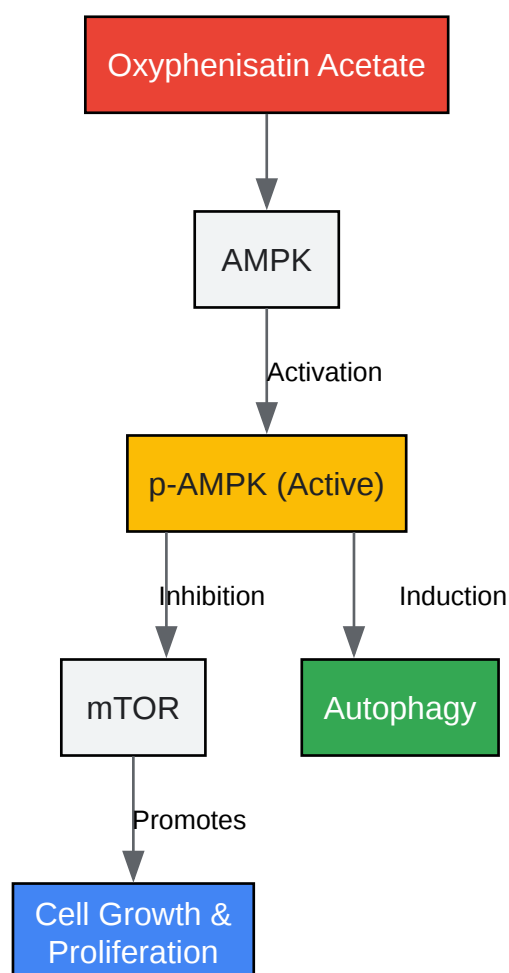 Oxyphenisatin Acetate
AMPK
Activation
p-AMPK (Active)
Inhibition
Induction
mTOR
Autophagy
Promotes
Cell Growth &
Proliferation